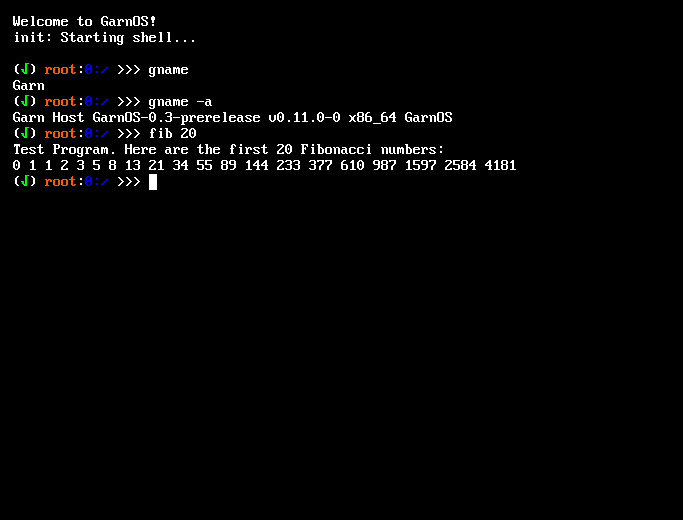 Welcome to GarnOS!
init: Starting shell...
(√) root:0:/ >>> gname
Garn
(√) root:0:/ >>> gname -a
Garn Host GarnOS-0.3-prerelease v0.11.0-0 x86_64 GarnOS
(√) root:0:/ >>> fib 20
Test Program. Here are the first 20 Fibonacci numbers:
0 1 1 2 3 5 8 13 21 34 55 89 144 233 377 610 987 1597 2584 4181
(√) root:0:/ >>>